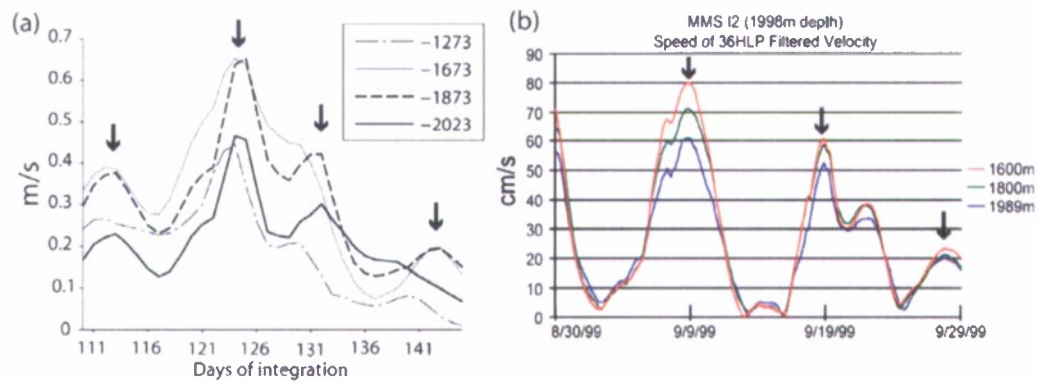 (a)
0.7
0.6
0.5
0.4
0.3
0.2
0.1
0
m/s
-1273
-1673
-1873
-2023
111 116 121 126 131 136 141
Days of integration
(b)
MMS I2 (1998m depth)
Speed of 36HLP Filtered Velocity
90
80
70
60
50
40
30
20
10
0
cm/s
1600m
1800m
1989m
8/30/99 9/9/99 9/19/99 9/29/99